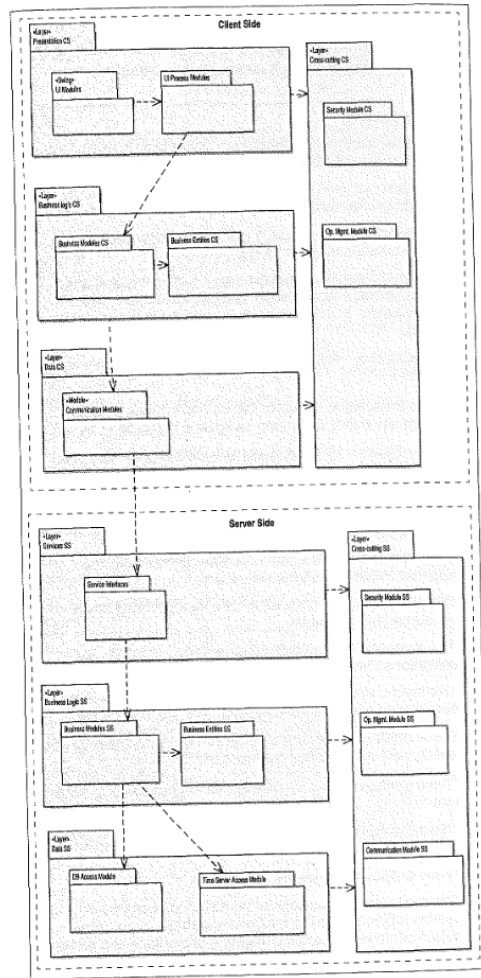 Client Side
«Layer»
Presentation CS
«Swing»
UI Modules
UI Process Modules
«Layer»
Cross-cutting CS
Security Module CS
«Layer»
Business logic CS
Business Modules CS
Business Entities CS
Op. Mgmt. Module CS
«Layer»
Data CS
«Module»
Communication Modules
Server Side
«Layer»
Services SS
«Layer»
Cross-cutting SS
Service Interfaces
Security Module SS
«Layer»
Business Logic SS
Business Modules SS
Business Entities SS
Op. Mgmt. Module SS
«Layer»
Data SS
DB Access Module
Time Server Access Module
Communication Module SS